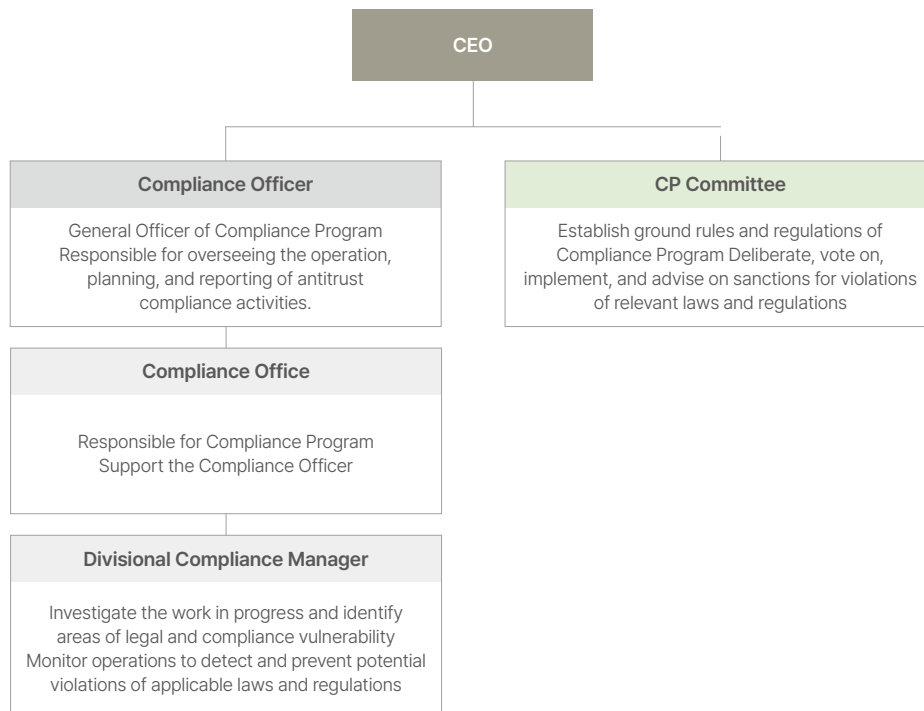 CEO
Compliance Officer
General Officer of Compliance Program
Responsible for overseeing the operation,
planning, and reporting of antitrust
compliance activities.
CP Committee
Establish ground rules and regulations of
Compliance Program Deliberate, vote on,
implement, and advise on sanctions for violations
of relevant laws and regulations
Compliance Office
Responsible for Compliance Program
Support the Compliance Officer
Divisional Compliance Manager
Investigate the work in progress and identify
areas of legal and compliance vulnerability
Monitor operations to detect and prevent potential
violations of applicable laws and regulations